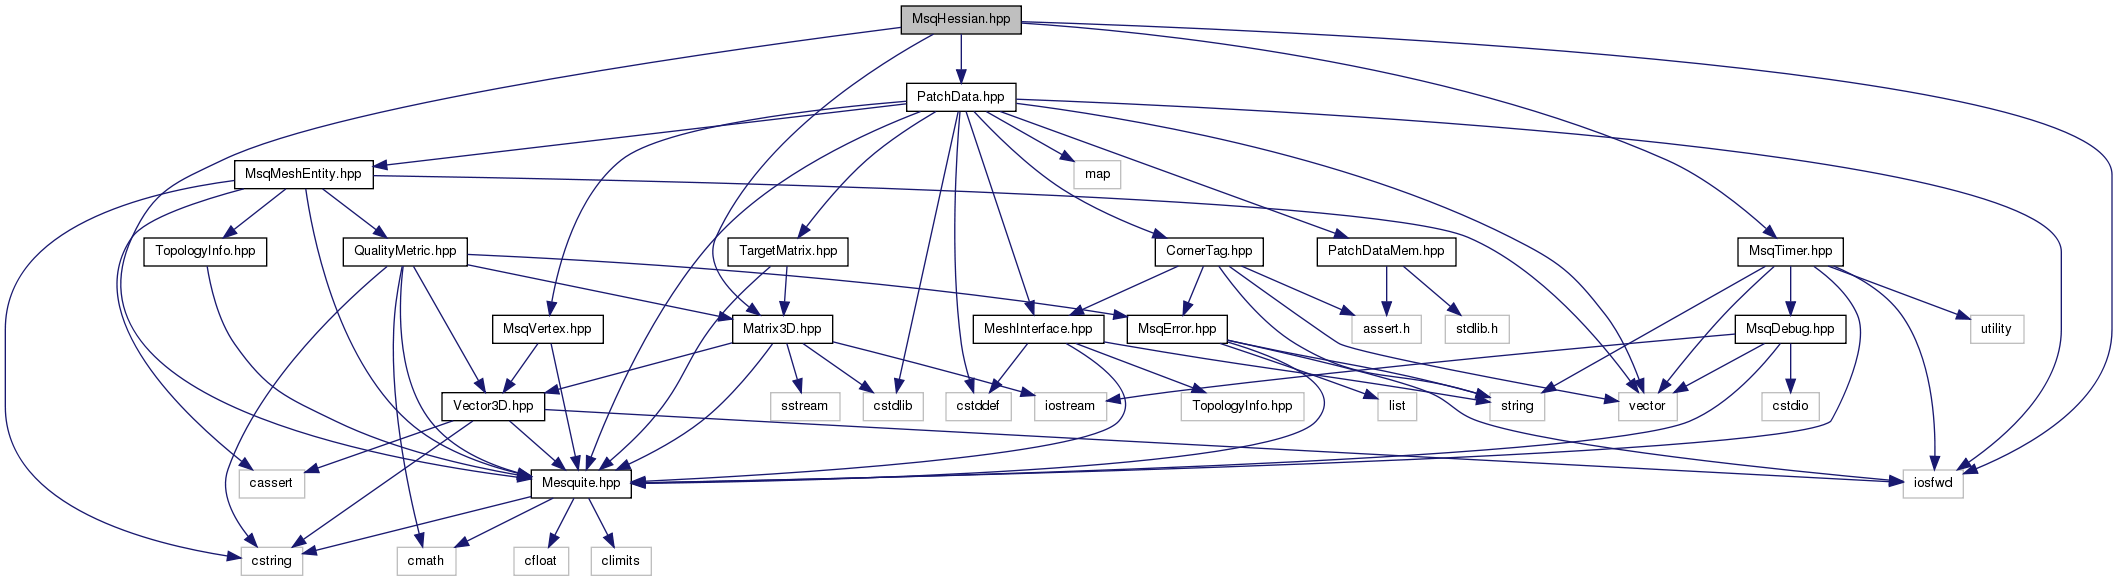 MsqHessian.hpp
PatchData.hpp
MsqMeshEntity.hpp
map
TopologyInfo.hpp
QualityMetric.hpp
TargetMatrix.hpp
CornerTag.hpp
PatchDataMem.hpp
MsqTimer.hpp
MsqVertex.hpp
Matrix3D.hpp
MeshInterface.hpp
MsqError.hpp
assert.h
stdlib.h
MsqDebug.hpp
utility
Vector3D.hpp
sstream
cstdlib
cstddef
iostream
TopologyInfo.hpp
list
string
vector
cstdio
cassert
Mesquite.hpp
iosfwd
cstring
cmath
cfloat
climits